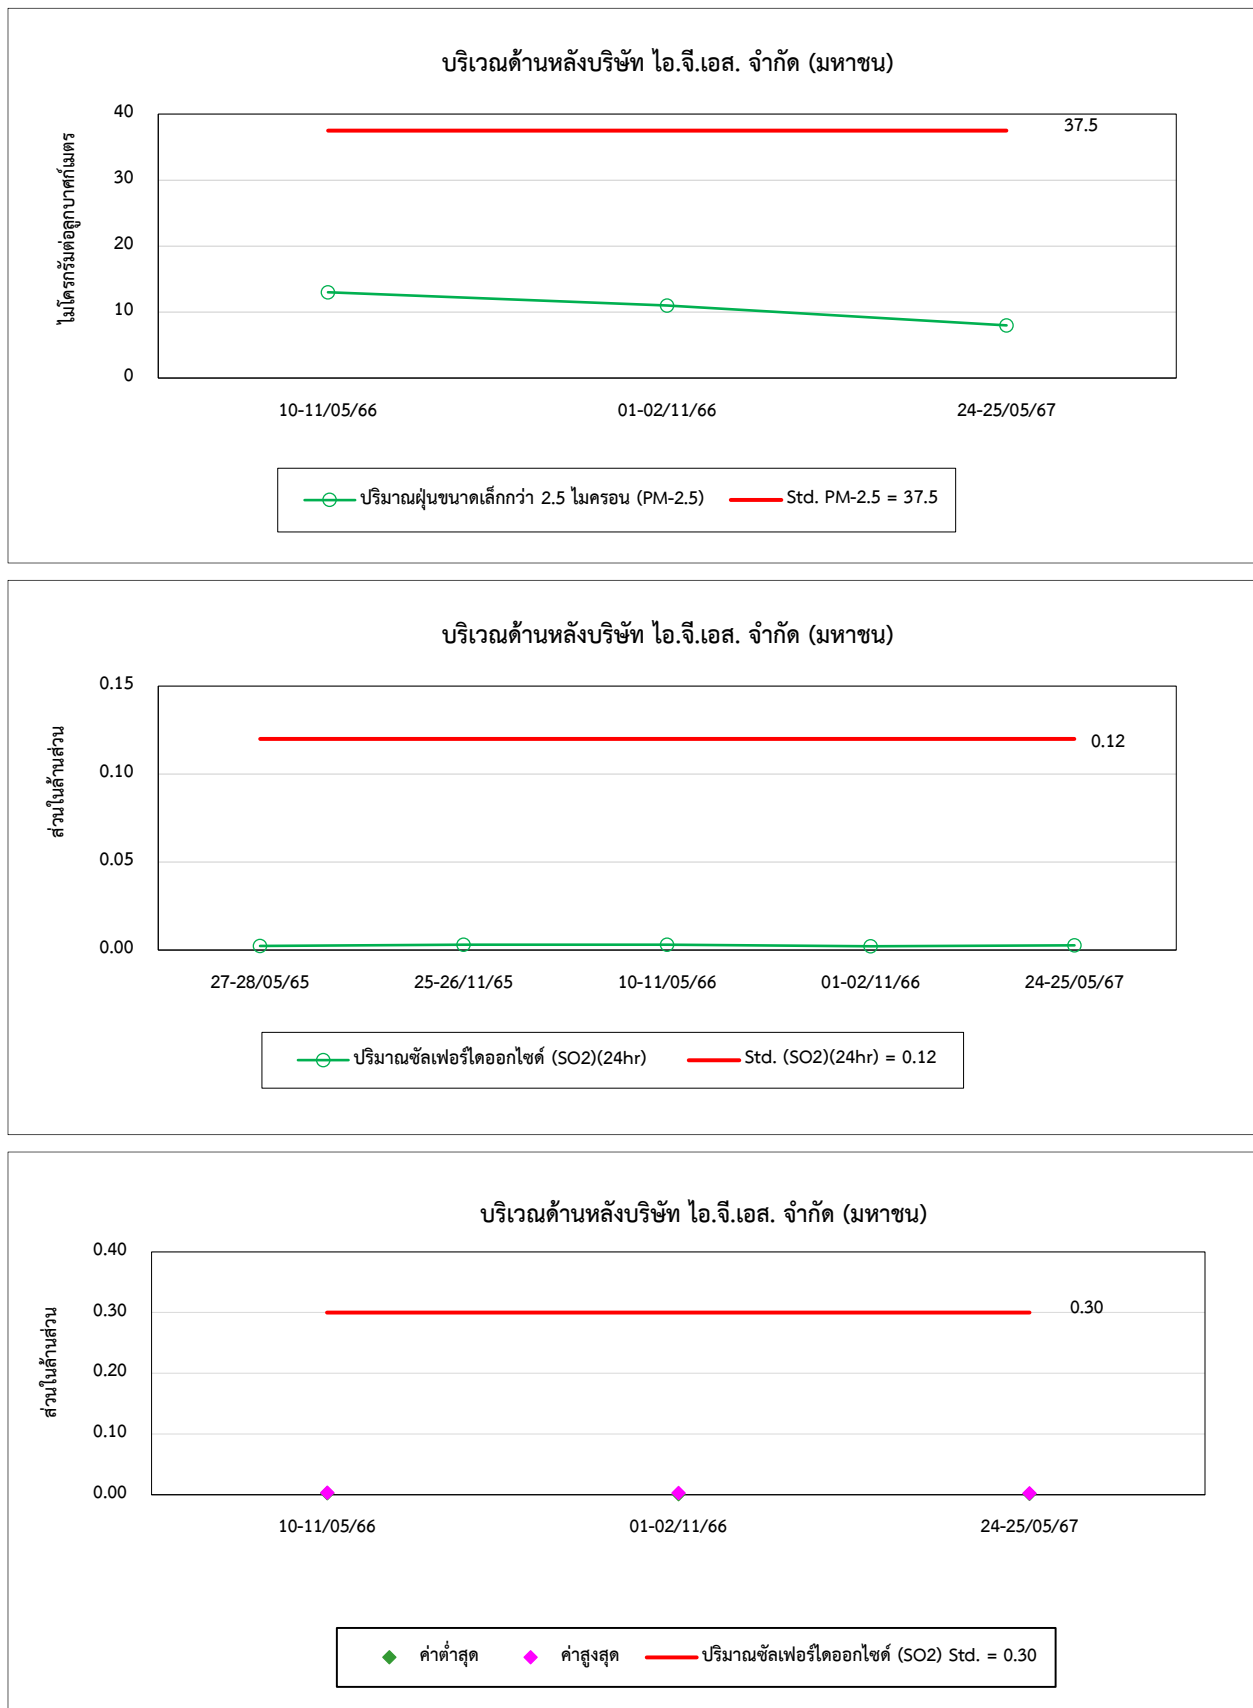 บริเวณด้านหลังบริษัท ไอ.จี.เอส. จำกัด (มหาชน)
ไมโครกรัมต่อลูกบาศก์เมตร
40
37.5
30
20
10
0
10-11/05/66 01-02/11/66 24-25/05/67
ปริมาณฝุ่นขนาดเล็กกว่า 2.5 ไมครอน (PM-2.5) Std. PM-2.5 = 37.5
บริเวณด้านหลังบริษัท ไอ.จี.เอส. จำกัด (มหาชน)
ส่วนในล้านส่วน
0.15
0.12
0.10
0.05
0.00
27-28/05/65 25-26/11/65 10-11/05/66 01-02/11/66 24-25/05/67
ปริมาณซัลเฟอร์ไดออกไซด์ (SO2)(24hr) Std. (SO2)(24hr) = 0.12
บริเวณด้านหลังบริษัท ไอ.จี.เอส. จำกัด (มหาชน)
ส่วนในล้านส่วน
0.40
0.30 0.30
0.20
0.10
0.00
10-11/05/66 01-02/11/66 24-25/05/67
ค่าต่ำสุด ค่าสูงสุด ปริมาณซัลเฟอร์ไดออกไซด์ (SO2) Std. = 0.30